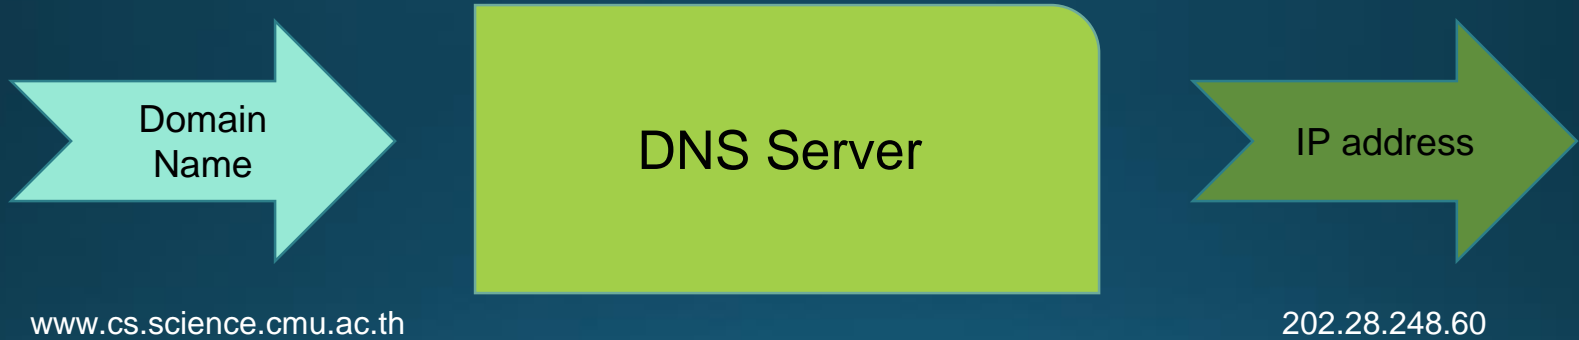 Domain
Name
DNS Server
IP address
www.cs.science.cmu.ac.th
202.28.248.60